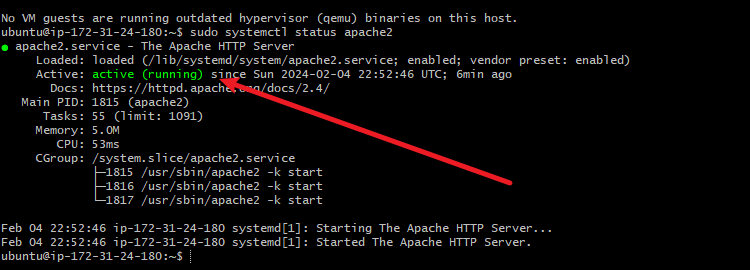 No VM guests are running outdated hypervisor (qemu) binaries on this host.
ubuntu@ip-172-31-24-180:~$ sudo systemctl status apache2
● apache2.service - The Apache HTTP Server
Loaded: loaded (/lib/systemd/system/apache2.service; enabled; vendor preset: enabled)
Active: active (running) since Sun 2024-02-04 22:52:46 UTC; 6min ago
Docs: https://httpd.apache.org/docs/2.4/
Main PID: 1815 (apache2)
Tasks: 55 (limit: 1091)
Memory: 5.0M
CPU: 53ms
CGroup: /system.slice/apache2.service
├─1815 /usr/sbin/apache2 -k start
├─1816 /usr/sbin/apache2 -k start
└─1817 /usr/sbin/apache2 -k start
Feb 04 22:52:46 ip-172-31-24-180 systemd[1]: Starting The Apache HTTP Server...
Feb 04 22:52:46 ip-172-31-24-180 systemd[1]: Started The Apache HTTP Server.
ubuntu@ip-172-31-24-180:~$